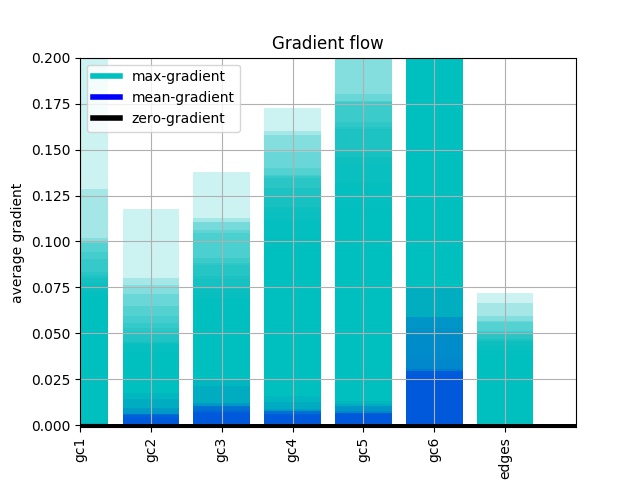 Gradient flow
0.200
0.175
0.150
0.125
0.100
0.075
0.050
0.025
0.000
average gradient
max-gradient
mean-gradient
zero-gradient
gc1
gc2
gc3
gc4
gc5
gc6
edges